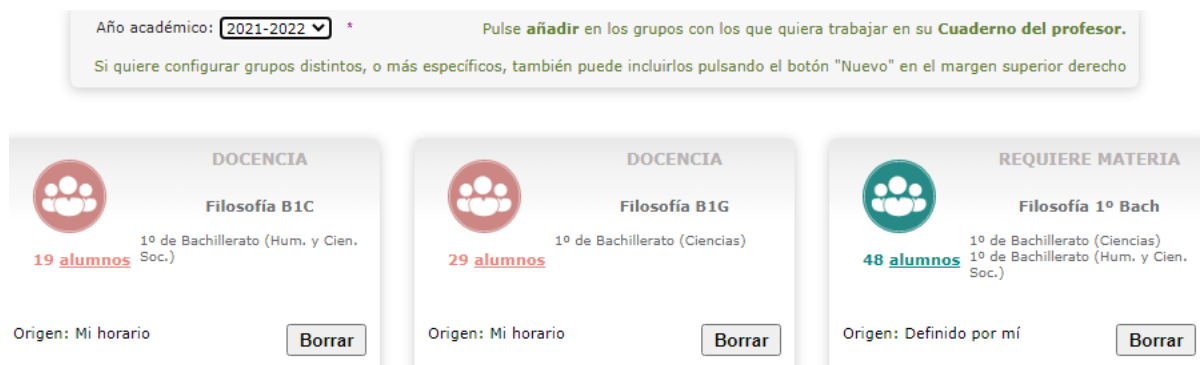 Año académico: 2021-2022 * Pulse añadir en los grupos con los que quiera trabajar en su Cuaderno del profesor.
Si quiere configurar grupos distintos, o más específicos, también puede incluirlos pulsando el botón "Nuevo" en el margen superior derecho
DOCENCIA
Filosofía B1C
1º de Bachillerato (Hum. y Cien.
Soc.)
19 alumnos
Origen: Mi horario
Borrar
DOCENCIA
Filosofía B1G
1º de Bachillerato (Ciencias)
29 alumnos
Origen: Mi horario
Borrar
REQUIERE MATERIA
Filosofía 1º Bach
1º de Bachillerato (Ciencias)
1º de Bachillerato (Hum. y Cien.
Soc.)
48 alumnos
Origen: Definido por mí
Borrar